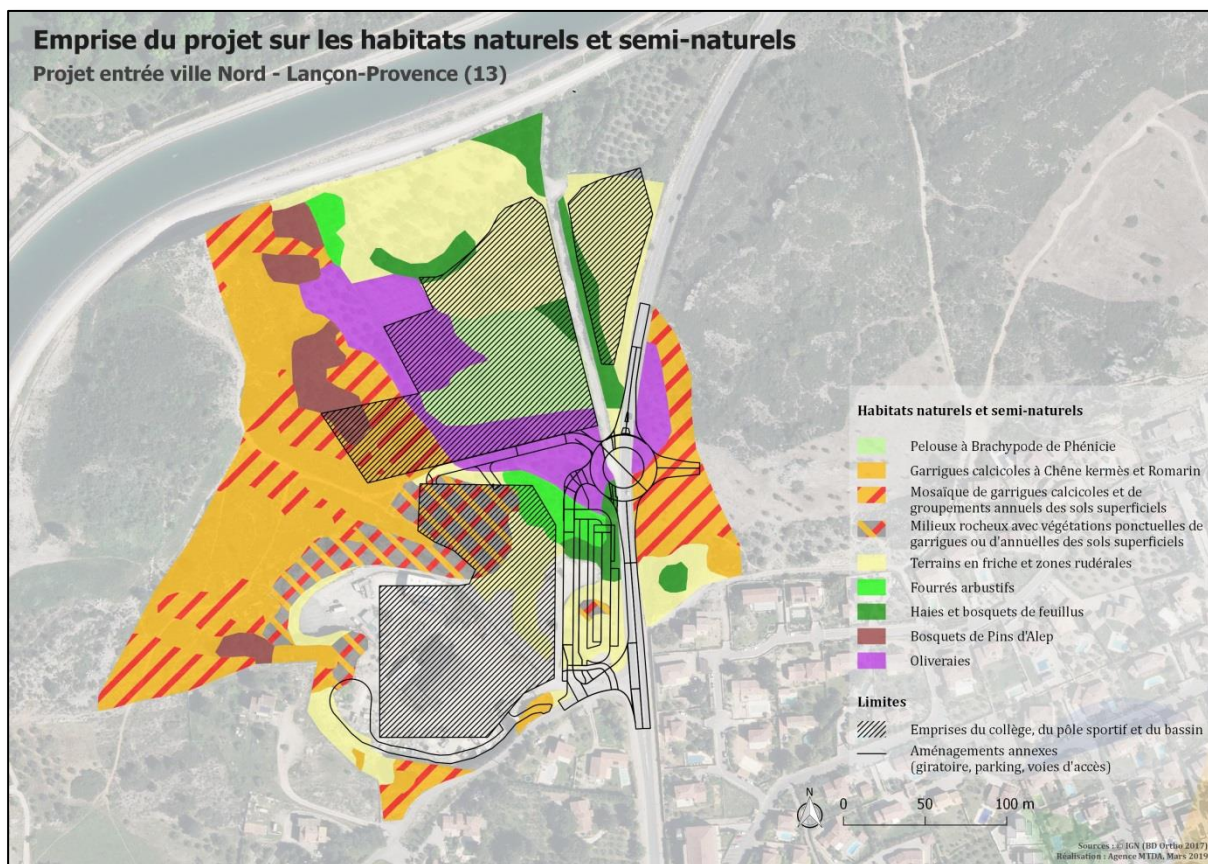 Emprise du projet sur les habitats naturels et semi-naturels
Projet entrée ville Nord - Lançon-Provence (13)
Habitats naturels et semi-naturels
Pelouse à Brachypode de Phénicie
Garrigues calcicoles à Chêne kermès et Romarin
Mosaïque de garrigues calcicoles et de
groupements annuels des sols superficiels
Milieux rocheux avec végétations ponctuelles de
garrigues ou d'annuelles des sols superficiels
Terrains en friche et zones rudérales
Fourrés arbustifs
Haies et bosquets de feuillus
Bosquets de Pins d'Alep
Oliveraies
Limites
Emprises du collège, du pôle sportif et du bassin
Aménagements annexes
(giratoire, parking, voies d'accès)
N
0 50 100 m
Sources : © IGN (BD Ortho 2017)
Réalisation : Agence MTDA, Mars 2019